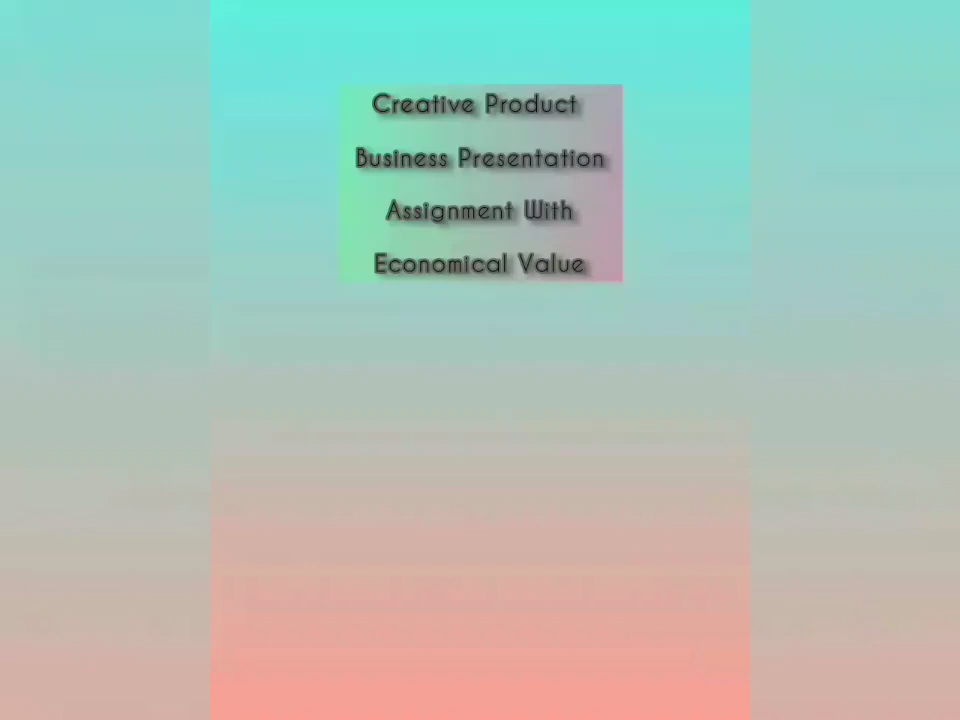 Creative Product
Business Presentation
Assignment With
Economical Value